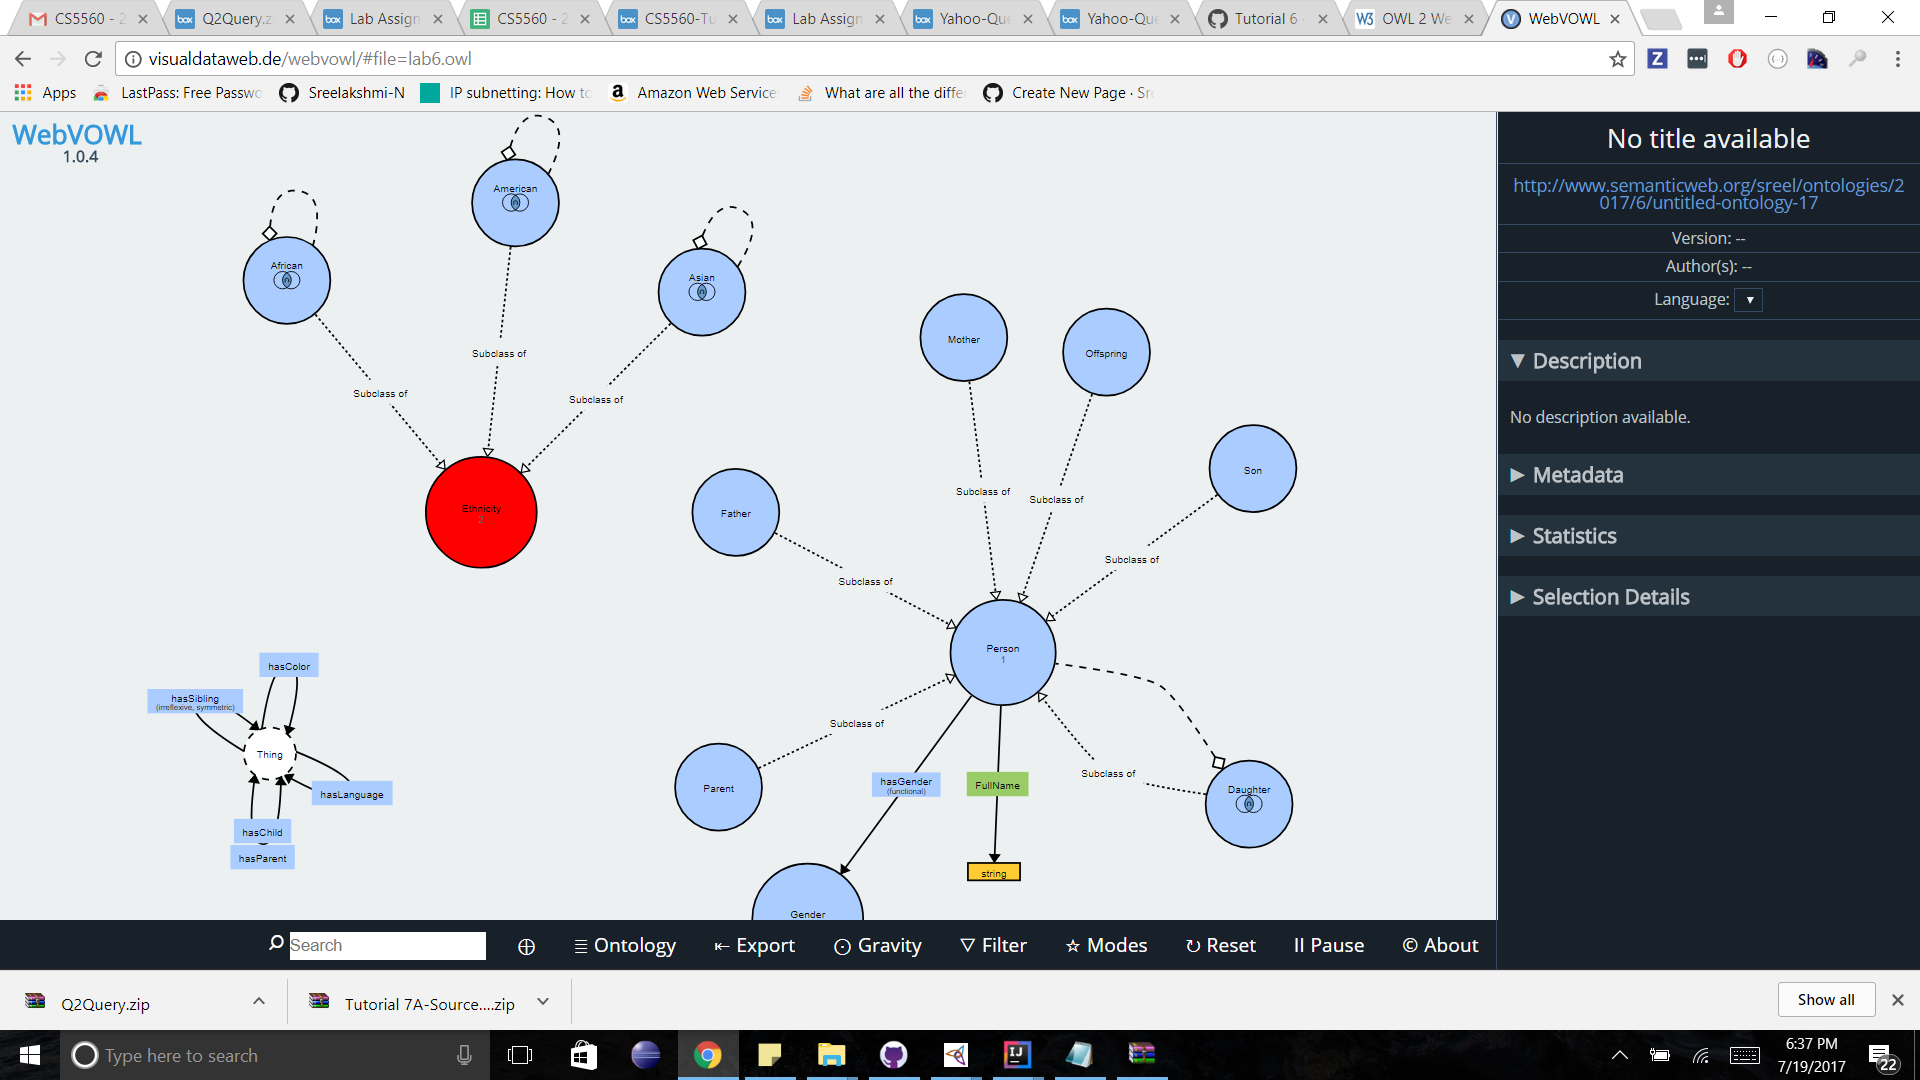 CS5560 - 2
Q2Query.z
Lab Assign
CS5560 - 2
CS5560-Tu
Lab Assign
Yahoo-Que
Yahoo-Que
Tutorial 6
OWL 2 We
WebVOWL
visualdataweb.de/webvowl/#file=lab6.owl
Apps
LastPass: Free Passwo
Sreelakshmi-N
IP subnetting: How to
Amazon Web Service
What are all the diffe
Create New Page · Sre
WebVOWL
1.0.4
American
African
Asian
Subclass of
Subclass of
Subclass of
Ethnicity
2
Mother
Offspring
Son
Father
Subclass of
Subclass of
Subclass of
Subclass of
Person
1
Subclass of
Parent
hasGender
(functional)
FullName
Subclass of
Daughter
string
Gender
hasColor
hasSibling
(irreflexive, symmetric)
Thing
hasLanguage
hasChild
hasParent
No title available
http://www.semanticweb.org/sreel/ontologies/2
017/6/untitled-ontology-17
Version: --
Author(s): --
Language:
Description
No description available.
Metadata
Statistics
Selection Details
Search
Ontology
Export
Gravity
Filter
Modes
Reset
Pause
© About
Q2Query.zip
Tutorial 7A-Source....zip
Show all
Type here to search
6:37 PM
7/19/2017
22